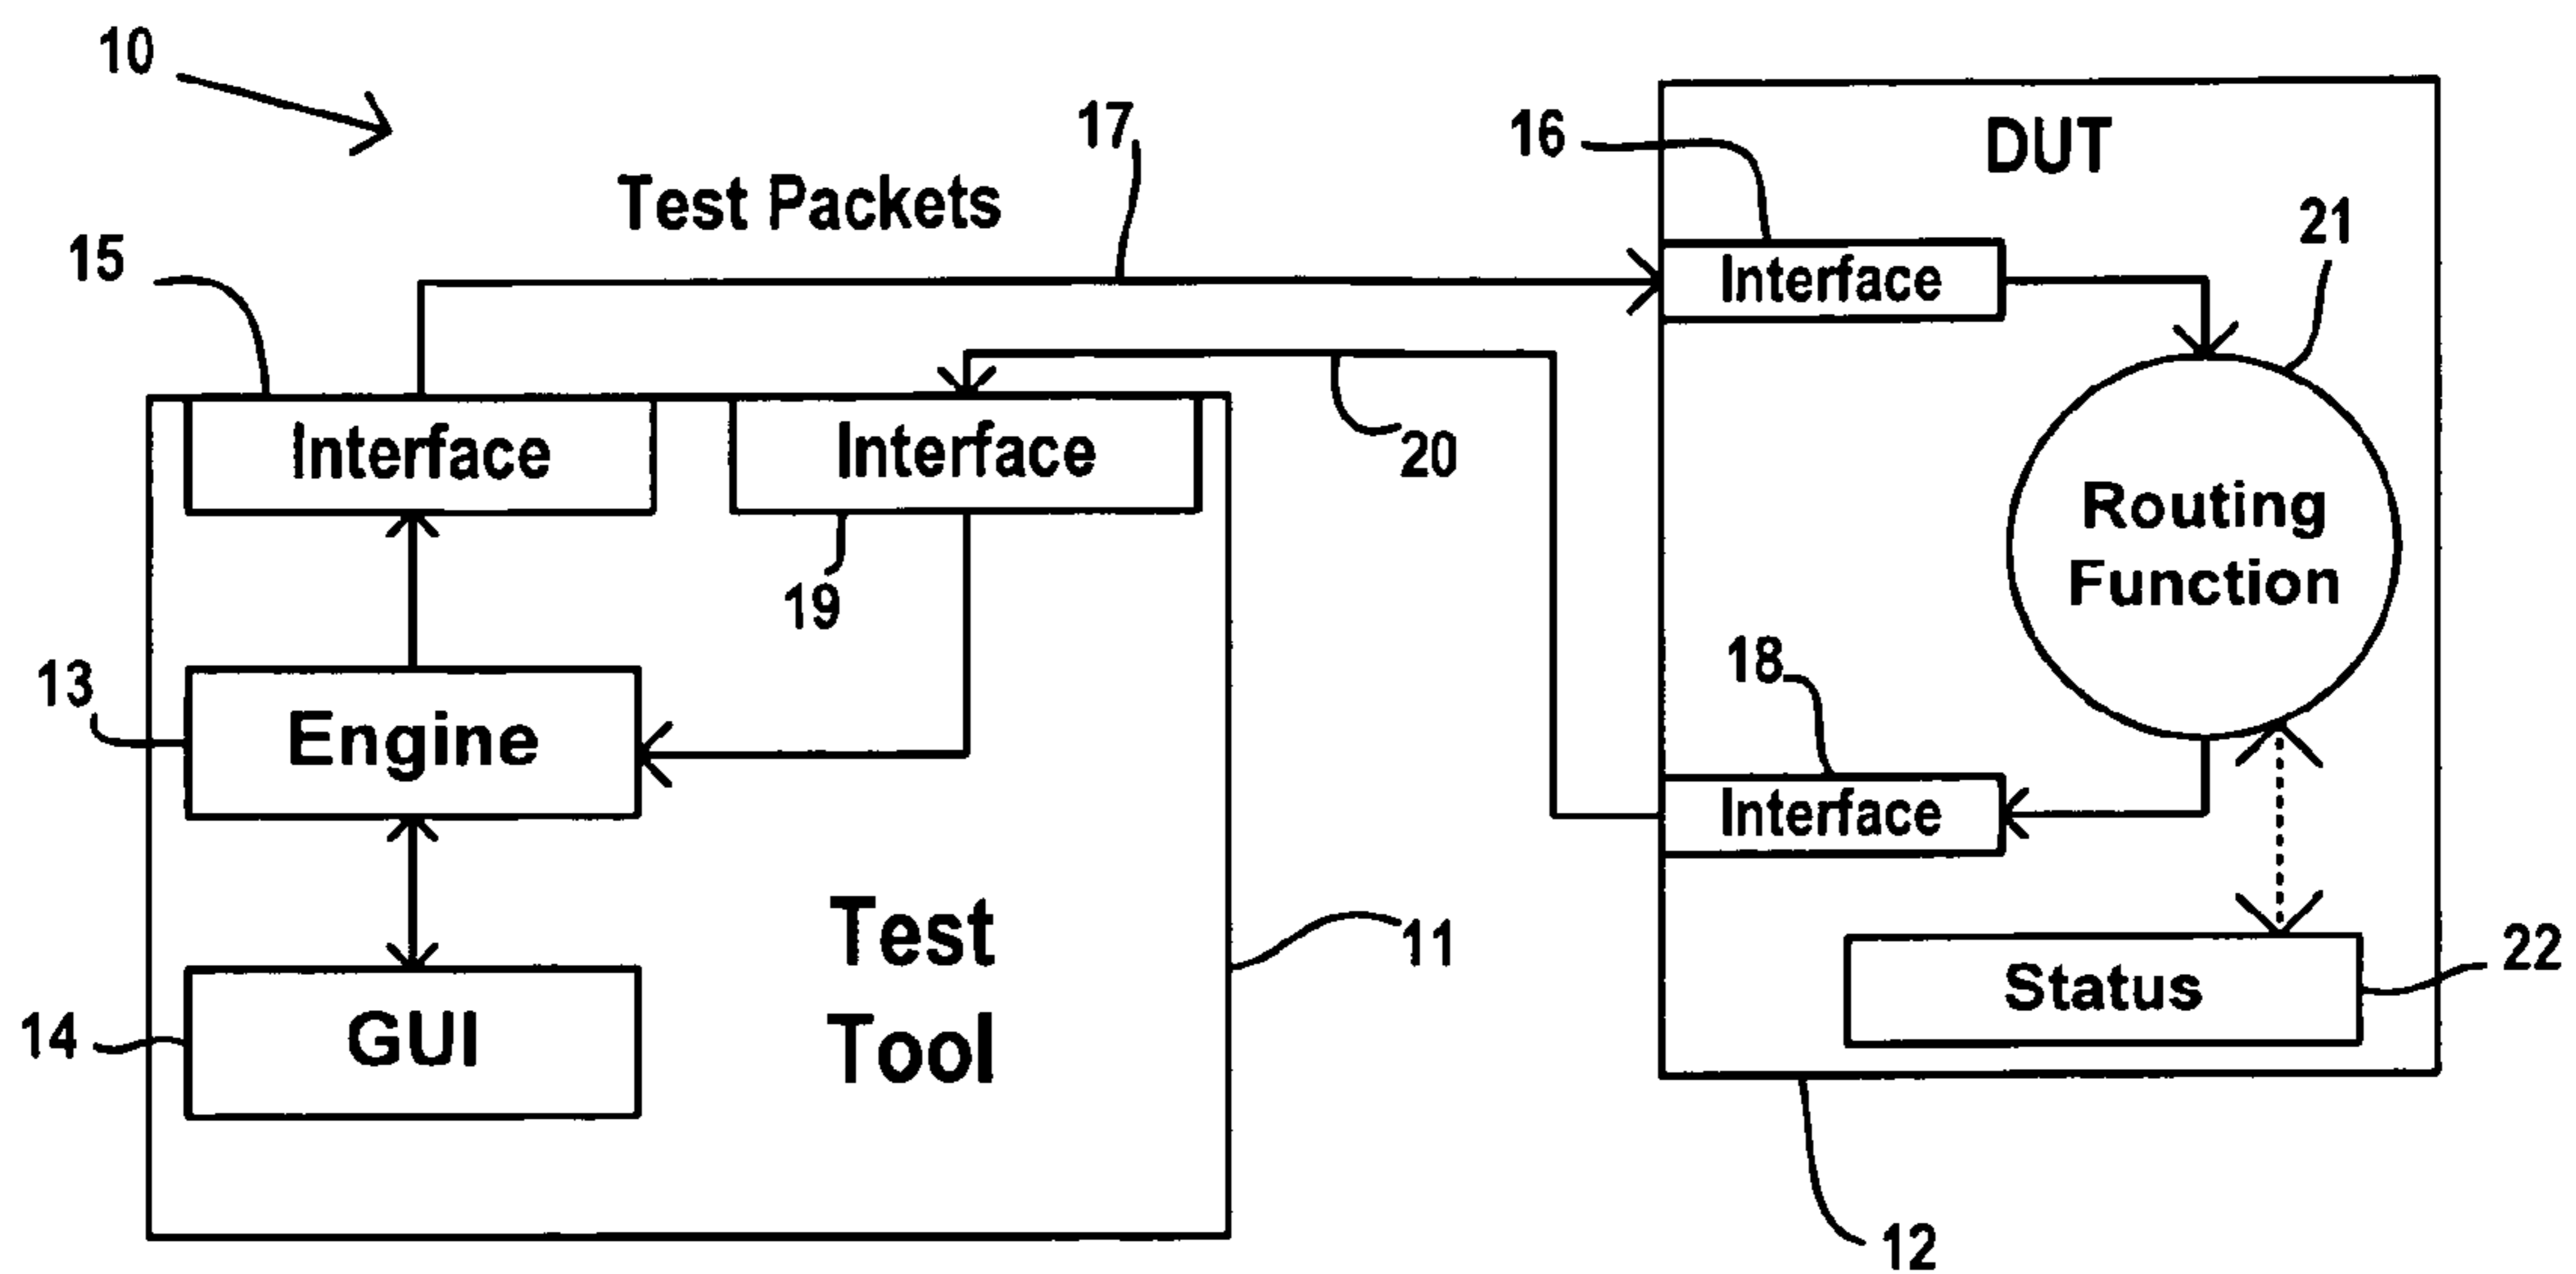 10
17
16
DUT
Test Packets
21
15
Interface
Interface
Interface
20
Routing
Function
19
18
13
Engine
Interface
Test
Tool
11
22
Status
14
GUI
12